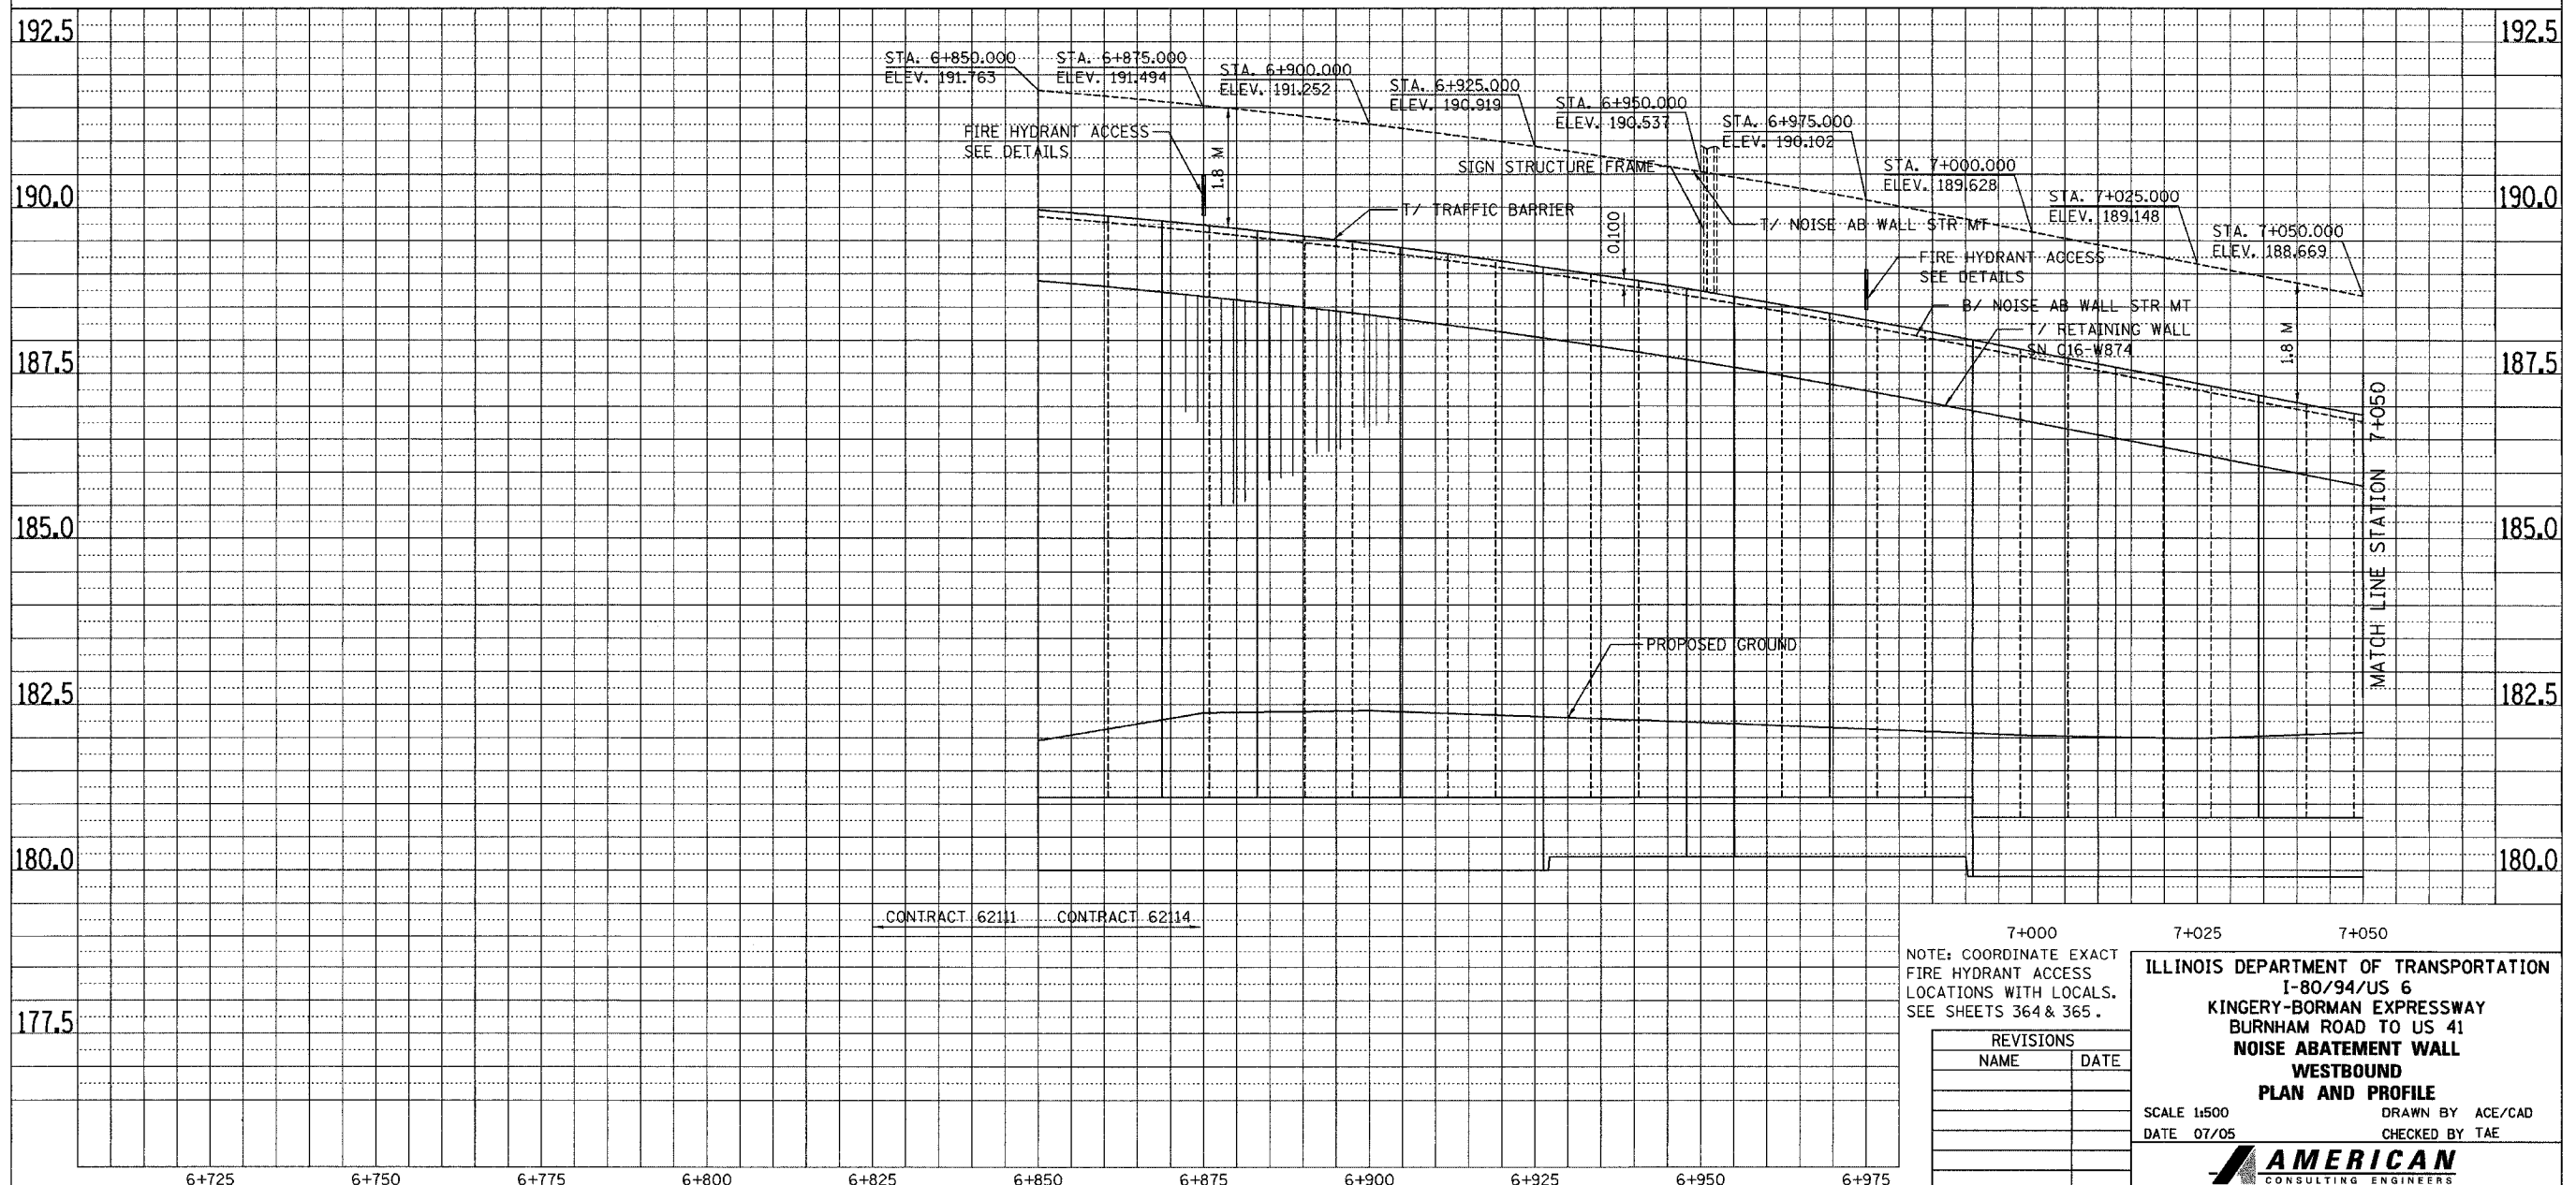 192.5
192.5
STA. 6+850.000
ELEV. 191.763
STA. 6+875.000
ELEV. 191.494
STA. 6+900.000
ELEV. 191.252
STA. 6+925.000
ELEV. 190.919
STA. 6+950.000
ELEV. 190.537
STA. 6+975.000
ELEV. 190.102
STA. 7+000.000
ELEV. 189.628
STA. 7+025.000
ELEV. 189.148
STA. 7+050.000
ELEV. 188.669
FIRE HYDRANT ACCESS
SEE DETAILS
1.8 M
SIGN STRUCTURE FRAME
190.0
190.0
T/ TRAFFIC BARRIER
0.100
T/ NOISE AB WALL STR MT
FIRE HYDRANT ACCESS
SEE DETAILS
B/ NOISE AB WALL STR MT
T/ RETAINING WALL
SN 016-W874
1.8 M
187.5
187.5
MATCH LINE STATION 7+050
185.0
185.0
PROPOSED GROUND
182.5
182.5
180.0
180.0
CONTRACT 62111
CONTRACT 62114
177.5
7+000
7+025
7+050
NOTE: COORDINATE EXACT
FIRE HYDRANT ACCESS
LOCATIONS WITH LOCALS.
SEE SHEETS 364 & 365.
REVISIONS
NAME
DATE
ILLINOIS DEPARTMENT OF TRANSPORTATION
I-80/94/US 6
KINGERY-BORMAN EXPRESSWAY
BURNHAM ROAD TO US 41
NOISE ABATEMENT WALL
WESTBOUND
PLAN AND PROFILE
SCALE 1:500
DRAWN BY ACE/CAD
DATE 07/05
CHECKED BY TAE
AMERICAN
CONSULTING ENGINEERS
6+725
6+750
6+775
6+800
6+825
6+850
6+875
6+900
6+925
6+950
6+975